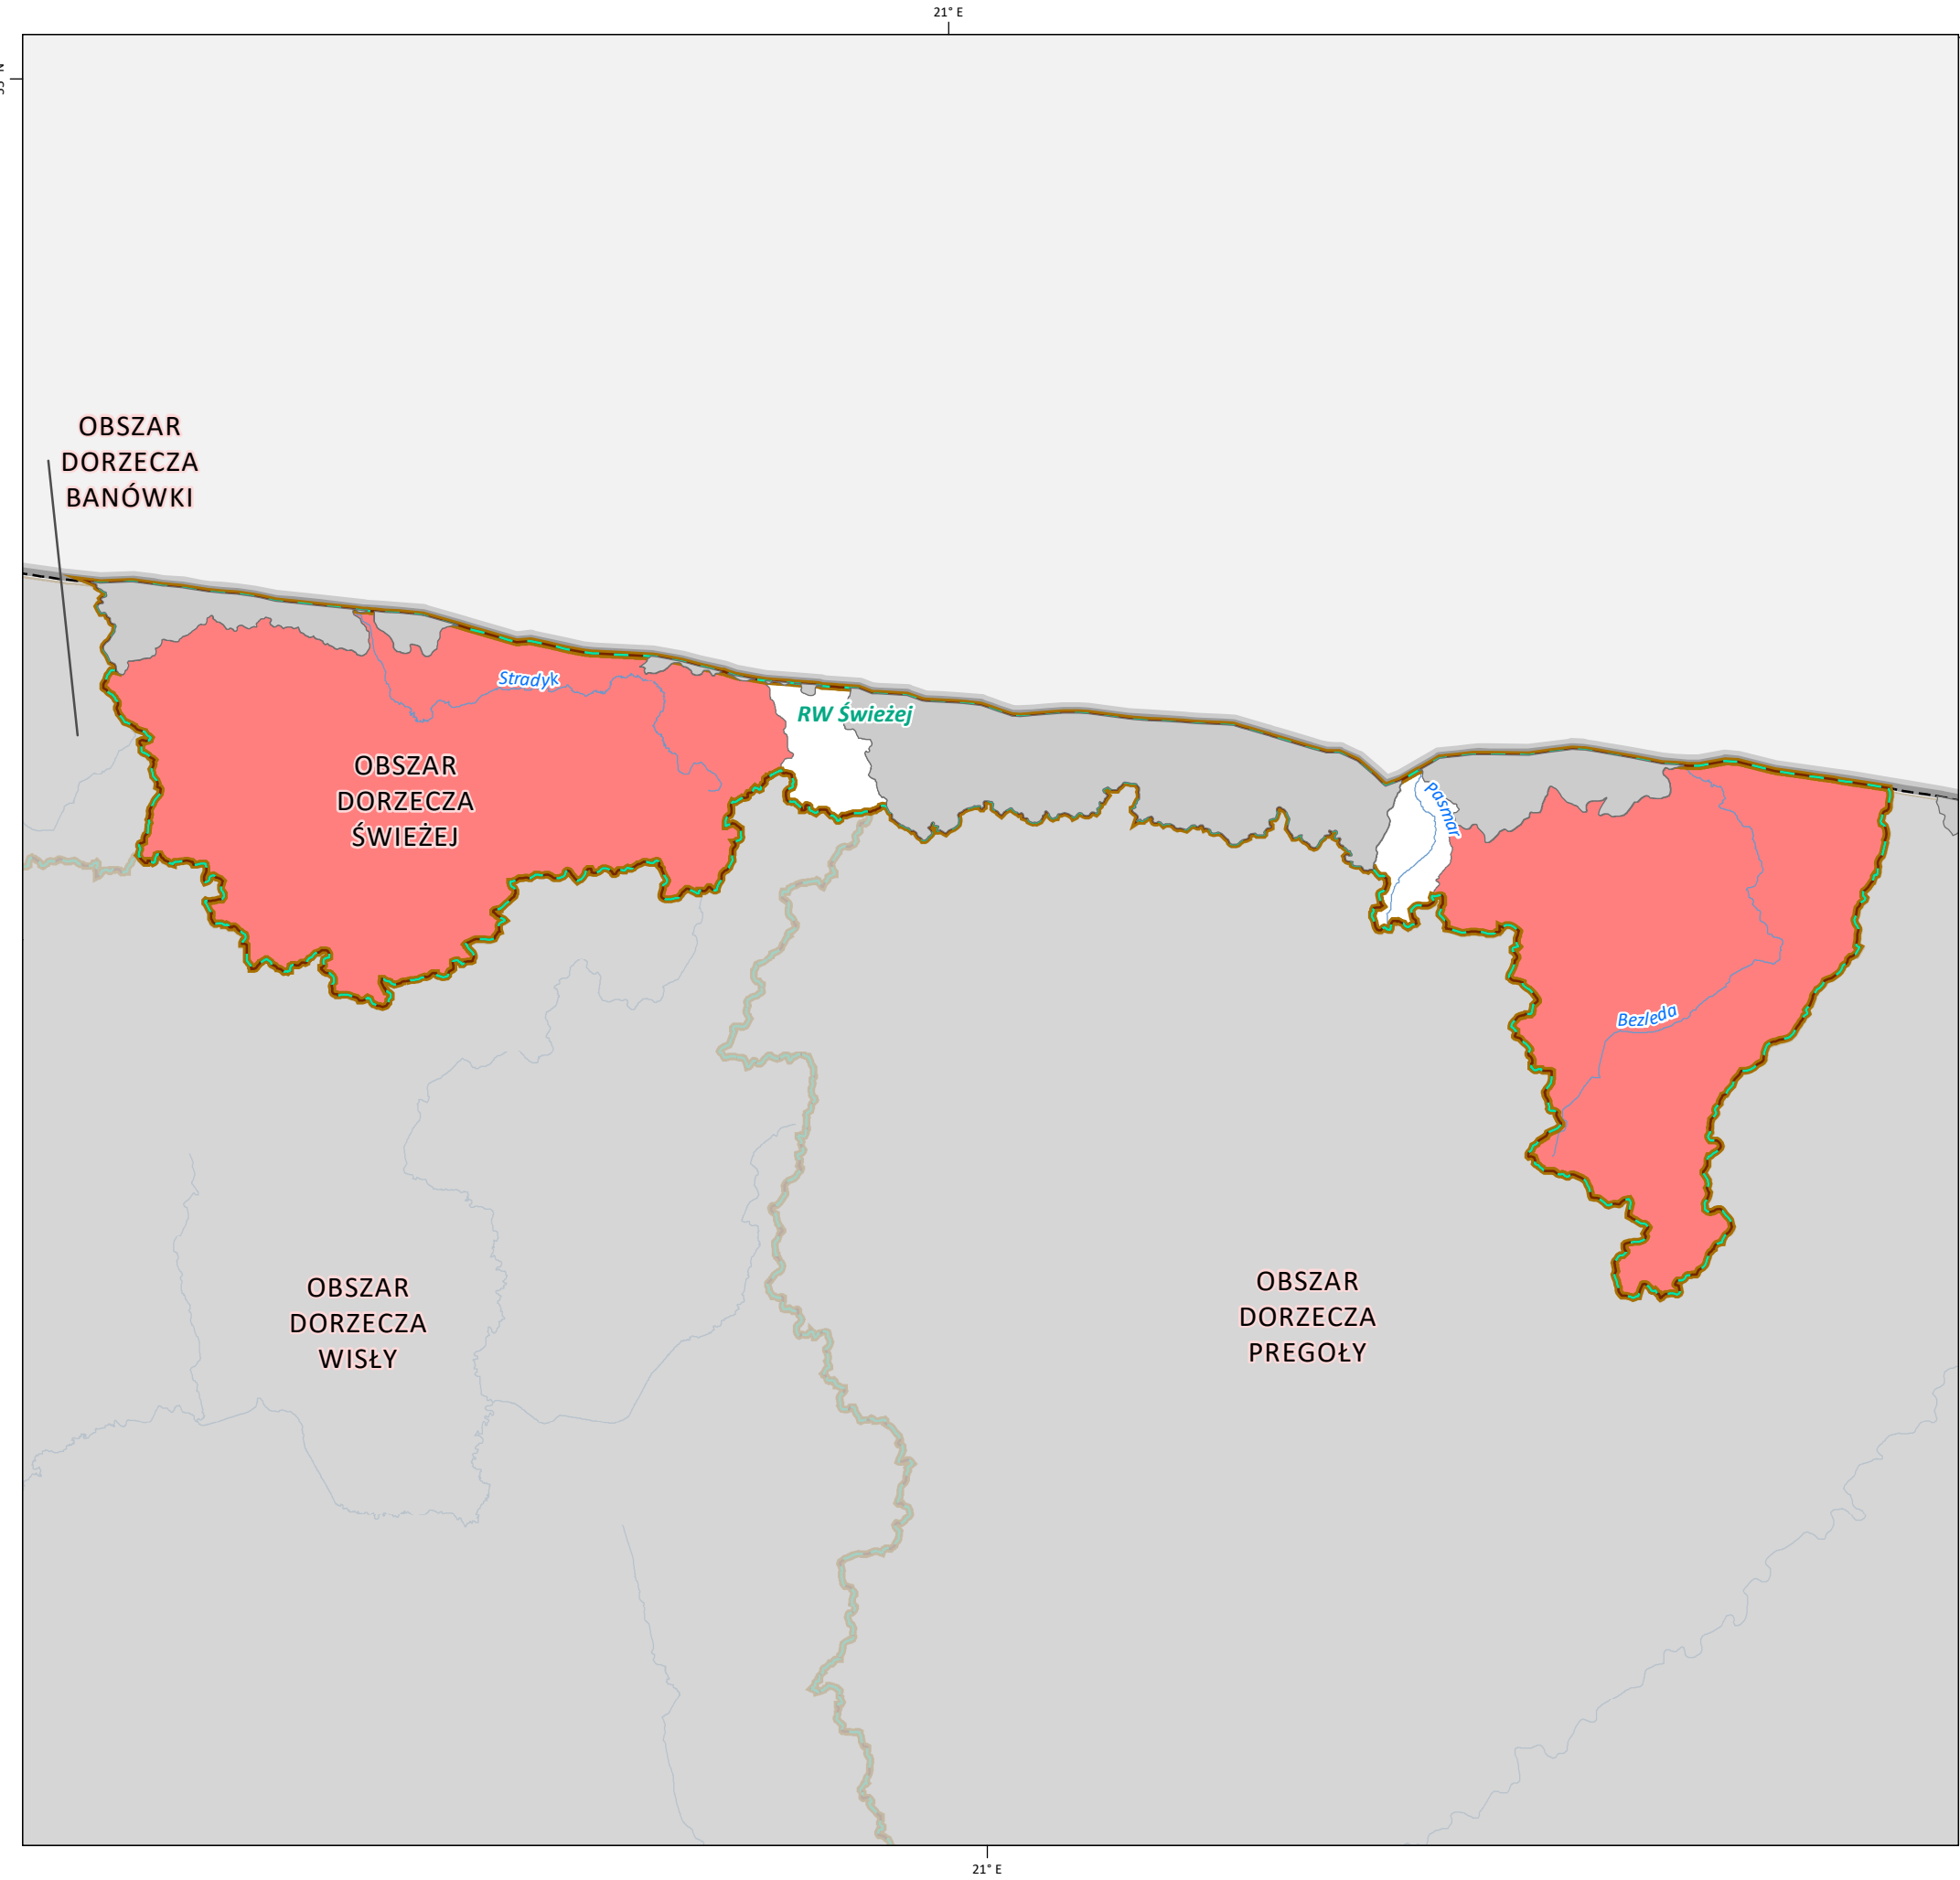 21° E
OBSZAR
DORZECZA
BANÓWKI
Stradyk
RW Świeżej
OBSZAR
DORZECZA
ŚWIEŻEJ
Pasmar
Bezleda
OBSZAR
DORZECZA
WISŁY
OBSZAR
DORZECZA
PREGOŁY
21° E